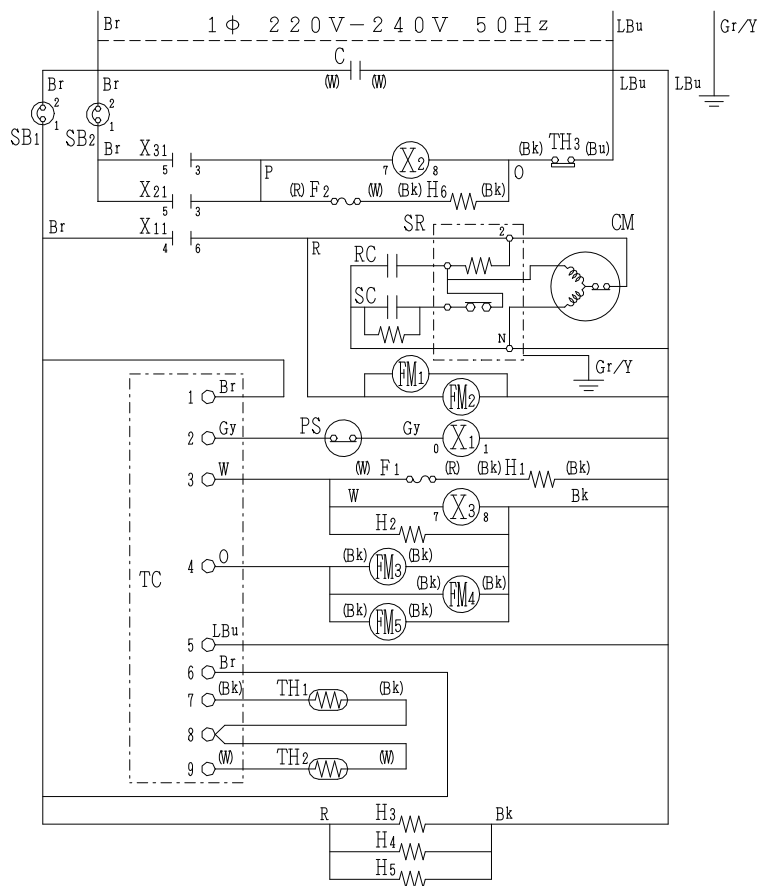 Br 1Φ 220V-240V 50Hz LBu Gr/Y
C
Br Br (W) (W) LBu LBu
2 2
SB1 1 SB2 1
Br X31 5 3 P 7 X2 8 (Bk) TH3 (Bu)
O
X21 5 3 (R) F2 (W) (Bk) H6 (Bk)
Br X11 4 6 R SR 2 CM
RC
SC
N
Gr/Y
FM1
1 Br FM2
2 Gy PS Gy 0 X1 1
3 W (W) F1 (R) (Bk) H1 (Bk)
W 7 X3 8 Bk
H2
4 O (Bk) FM3 (Bk)
TC (Bk) FM4 (Bk)
(Bk) FM5 (Bk)
5 LBu
6 Br
7 (Bk) TH1 (Bk)
8
9 (W) TH2 (W)
R H3 Bk
H4
H5